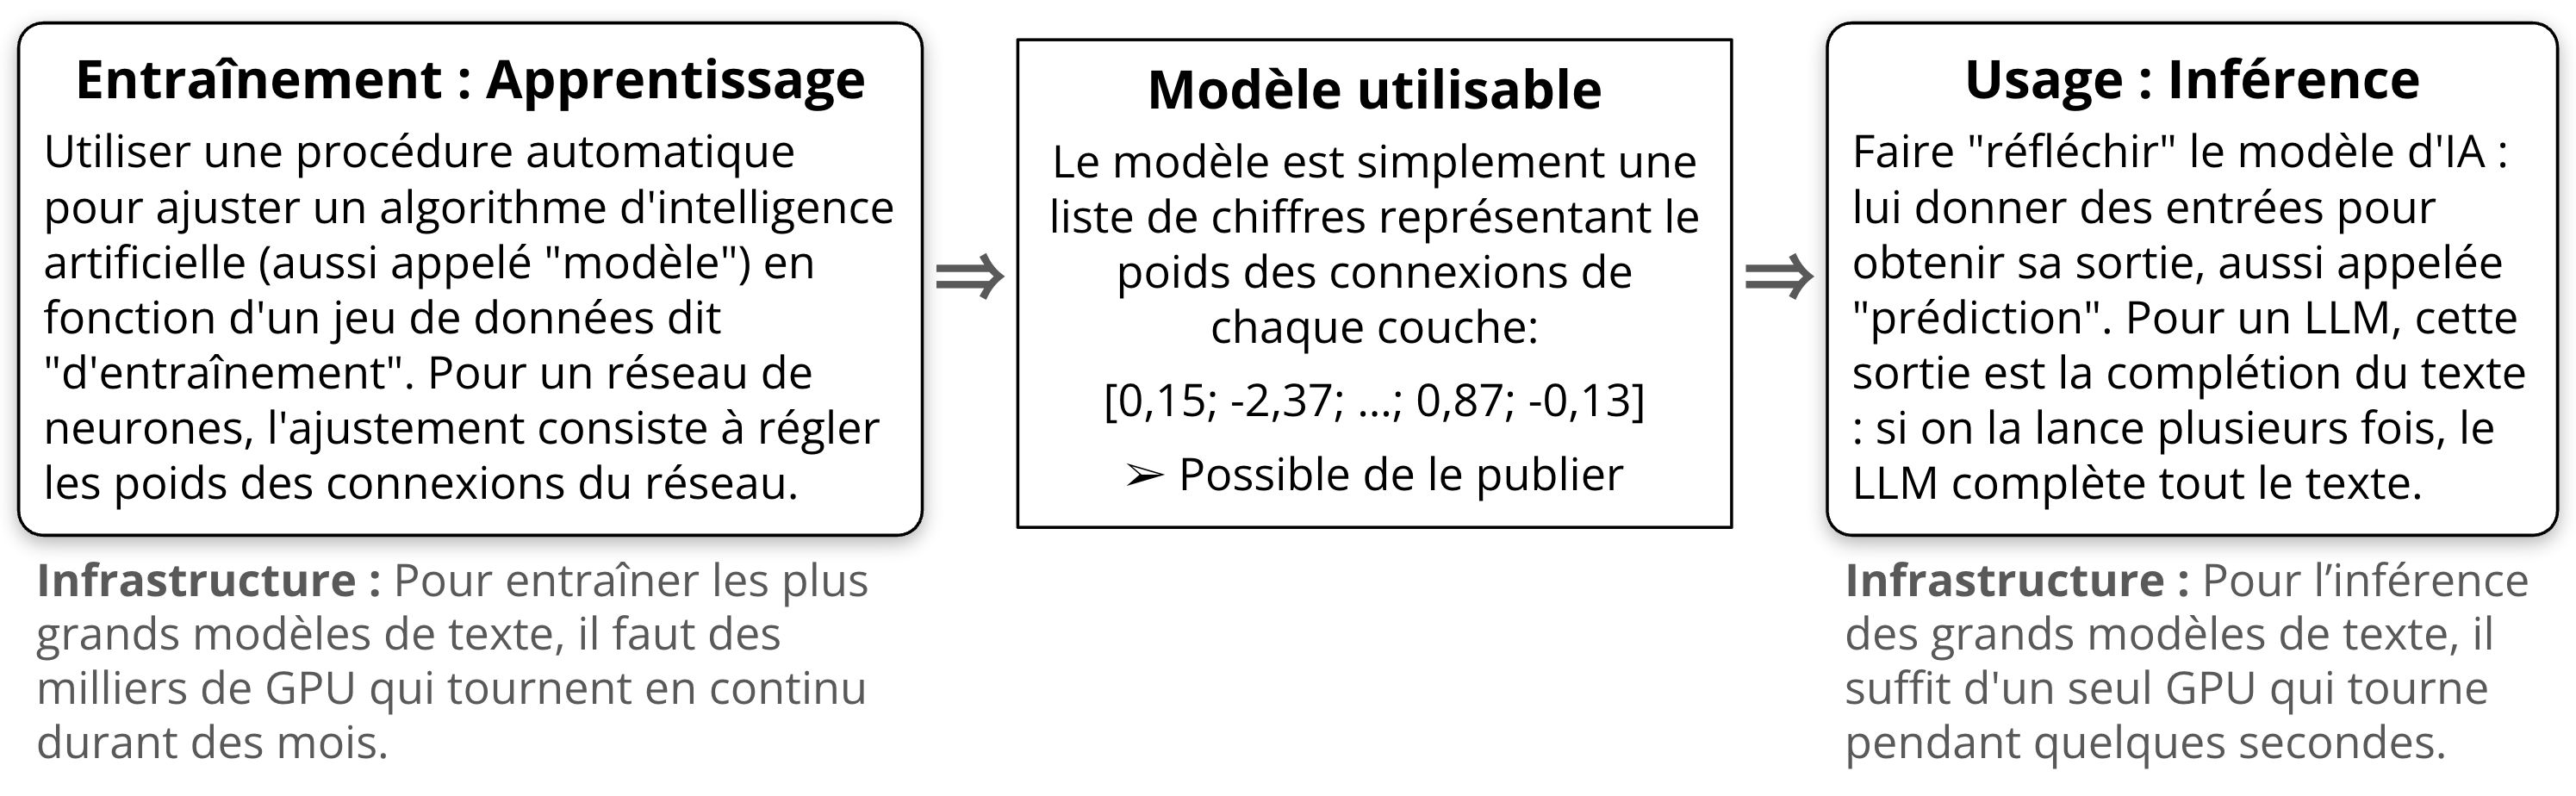 Entraînement : Apprentissage
Utiliser une procédure automatique
pour ajuster un algorithme d'intelligence
artificielle (aussi appelé "modèle") en
fonction d'un jeu de données dit
"d'entraînement". Pour un réseau de
neurones, l'ajustement consiste à régler
les poids des connexions du réseau.
Infrastructure : Pour entraîner les plus
grands modèles de texte, il faut des
milliers de GPU qui tournent en continu
durant des mois.
⇒
Modèle utilisable
Le modèle est simplement une
liste de chiffres représentant le
poids des connexions de
chaque couche:
[0,15; -2,37; ...; 0,87; -0,13]
➢ Possible de le publier
⇒
Usage : Inférence
Faire "réfléchir" le modèle d'IA :
lui donner des entrées pour
obtenir sa sortie, aussi appelée
"prédiction". Pour un LLM, cette
sortie est la complétion du texte
: si on la lance plusieurs fois, le
LLM complète tout le texte.
Infrastructure : Pour l’inférence
des grands modèles de texte, il
suffit d'un seul GPU qui tourne
pendant quelques secondes.